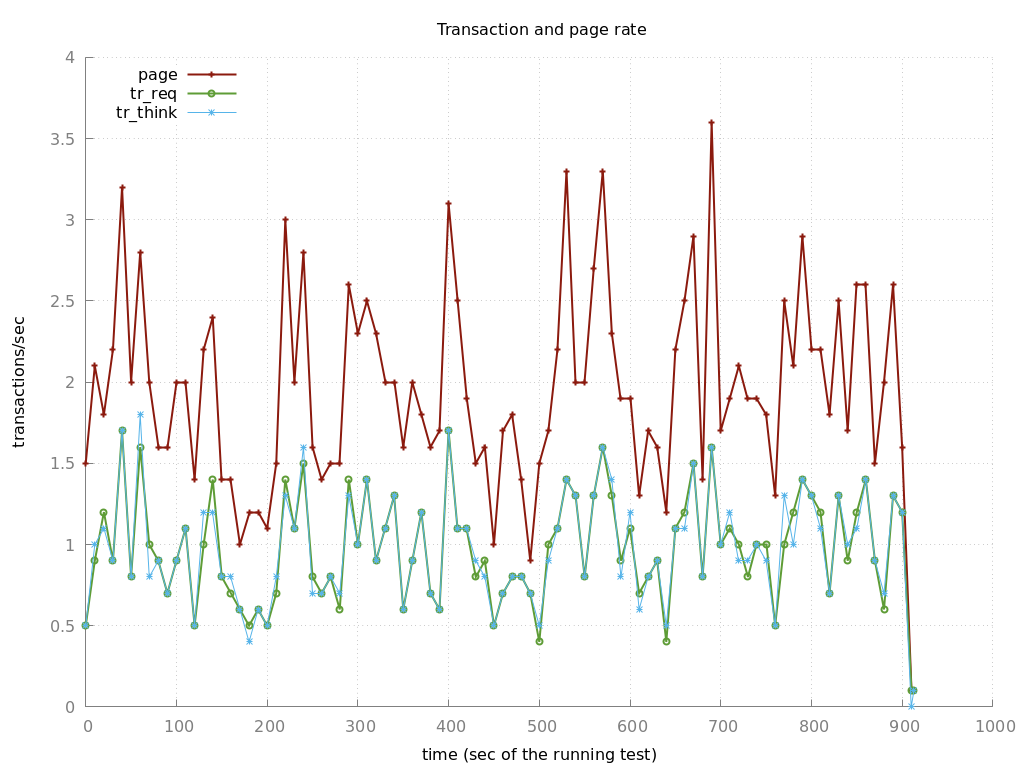 Transaction and page rate
4
3.5
3
2.5
2
1.5
1
0.5
0
page
tr_req
tr_think
transactions/sec
0 100 200 300 400 500 600 700 800 900 1000
time (sec of the running test)